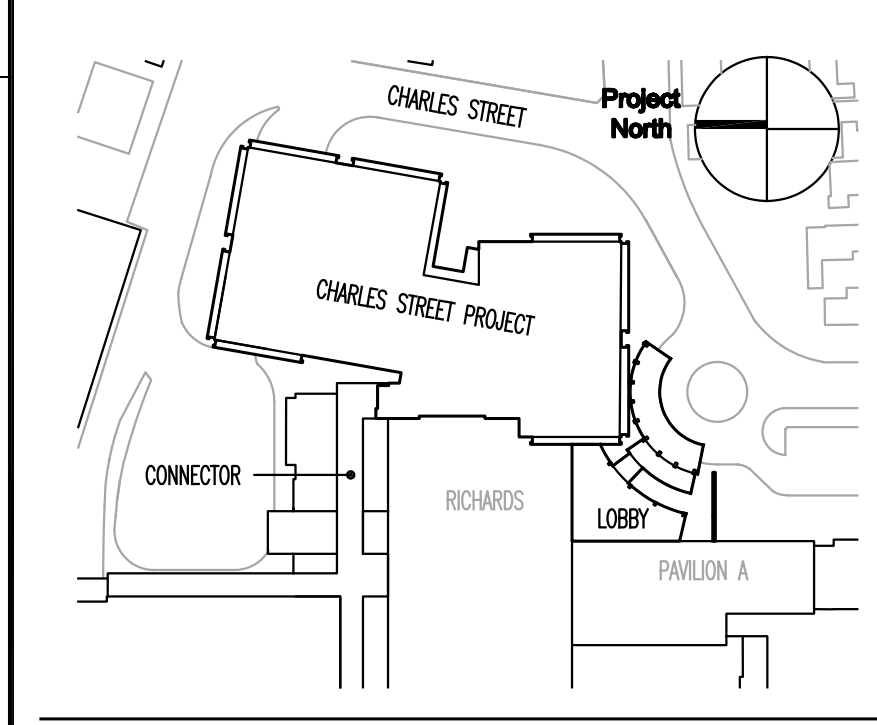 CHARLES STREET
Project
North
CHARLES STREET PROJECT
CONNECTOR
RICHARDS
LOBBY
PAVILION A